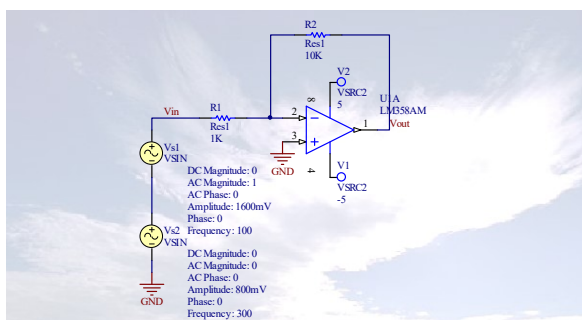 R2
Res1
10K
V2
VSRC2
5
U1A
LM358AM
8
Vin
R1
Res1
1K
2
3
1
Vout
GND
4
V1
VSRC2
-5
Vs1
VSIN
DC Magnitude: 0
AC Magnitude: 1
AC Phase: 0
Amplitude: 1600mV
Phase: 0
Frequency: 100
Vs2
VSIN
DC Magnitude: 0
AC Magnitude: 0
AC Phase: 0
Amplitude: 800mV
Phase: 0
Frequency: 300
GND